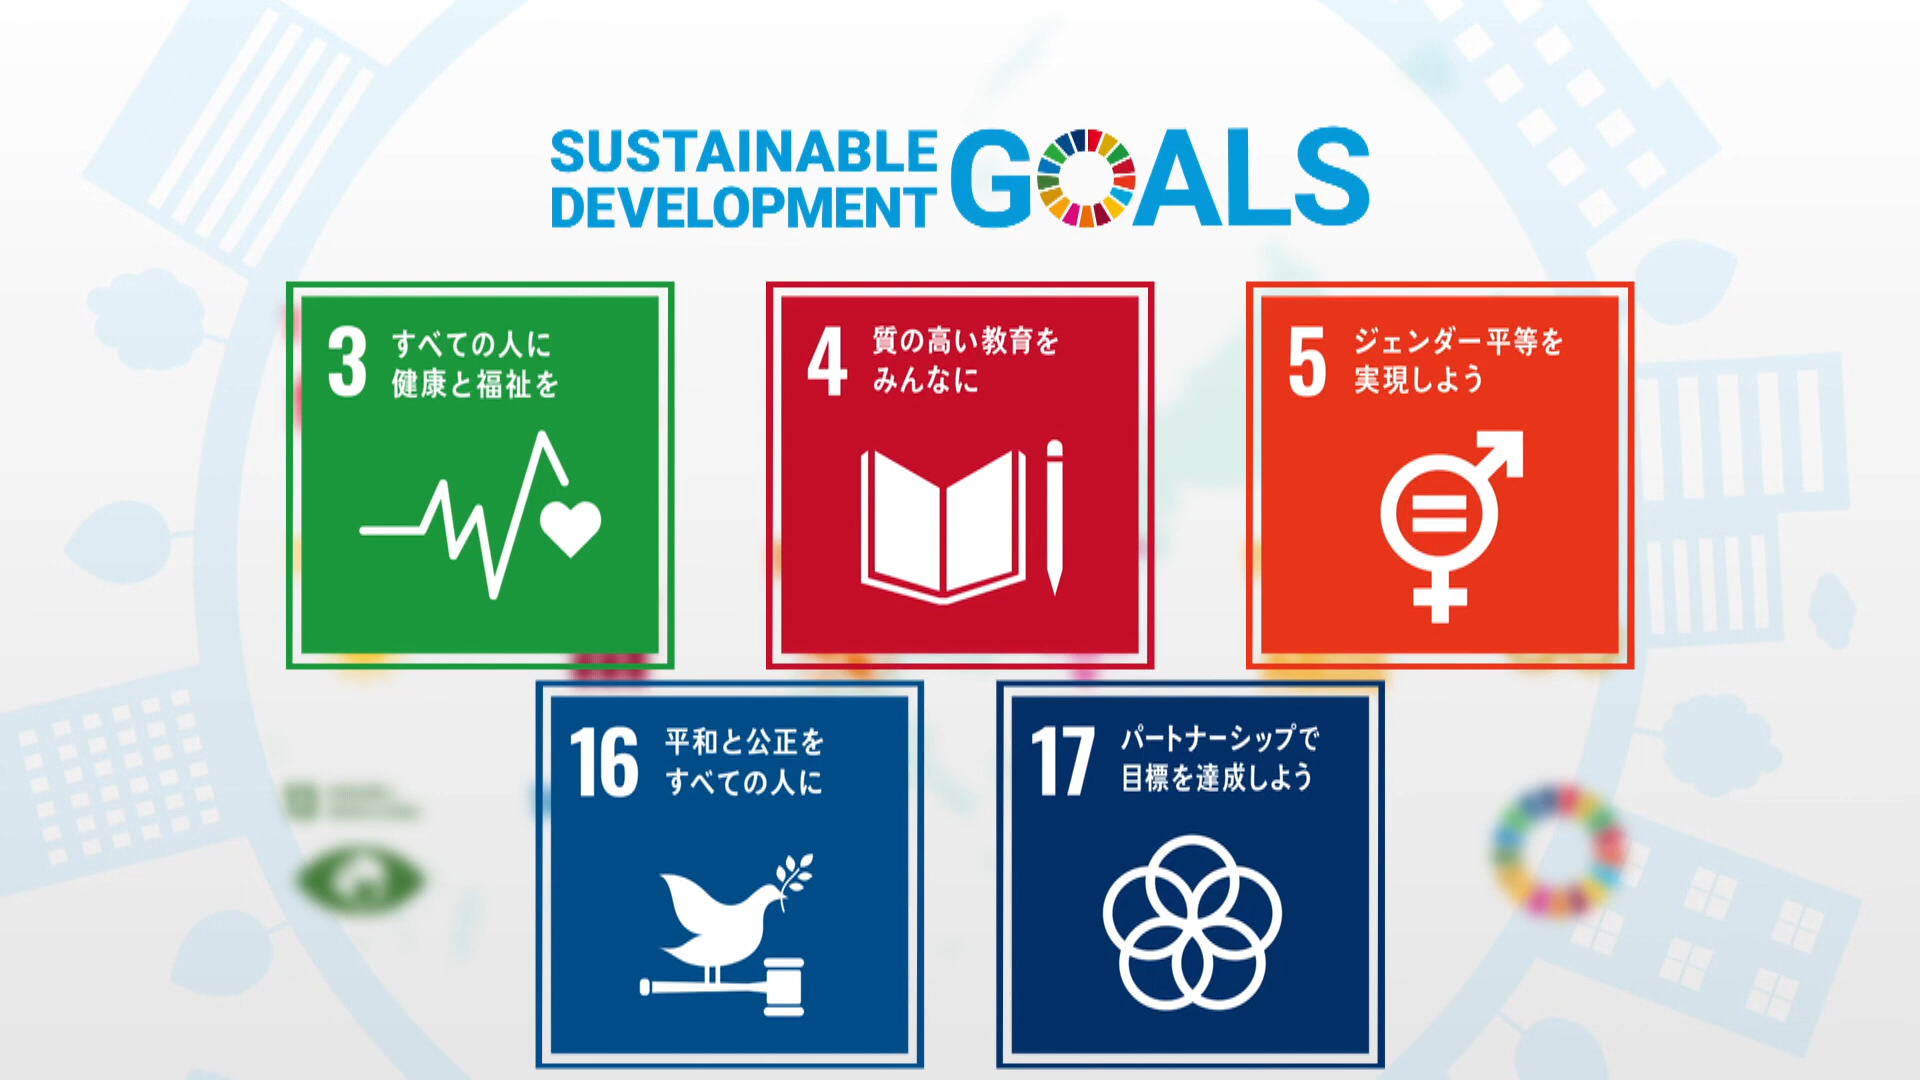 SUSTAINABLE
DEVELOPMENT
GOALS
3
すべての人に
健康と福祉を
4
質の高い教育を
みんなに
5
ジェンダー平等を
実現しよう
16
平和と公正を
すべての人に
17
パートナーシップで
目標を達成しよう